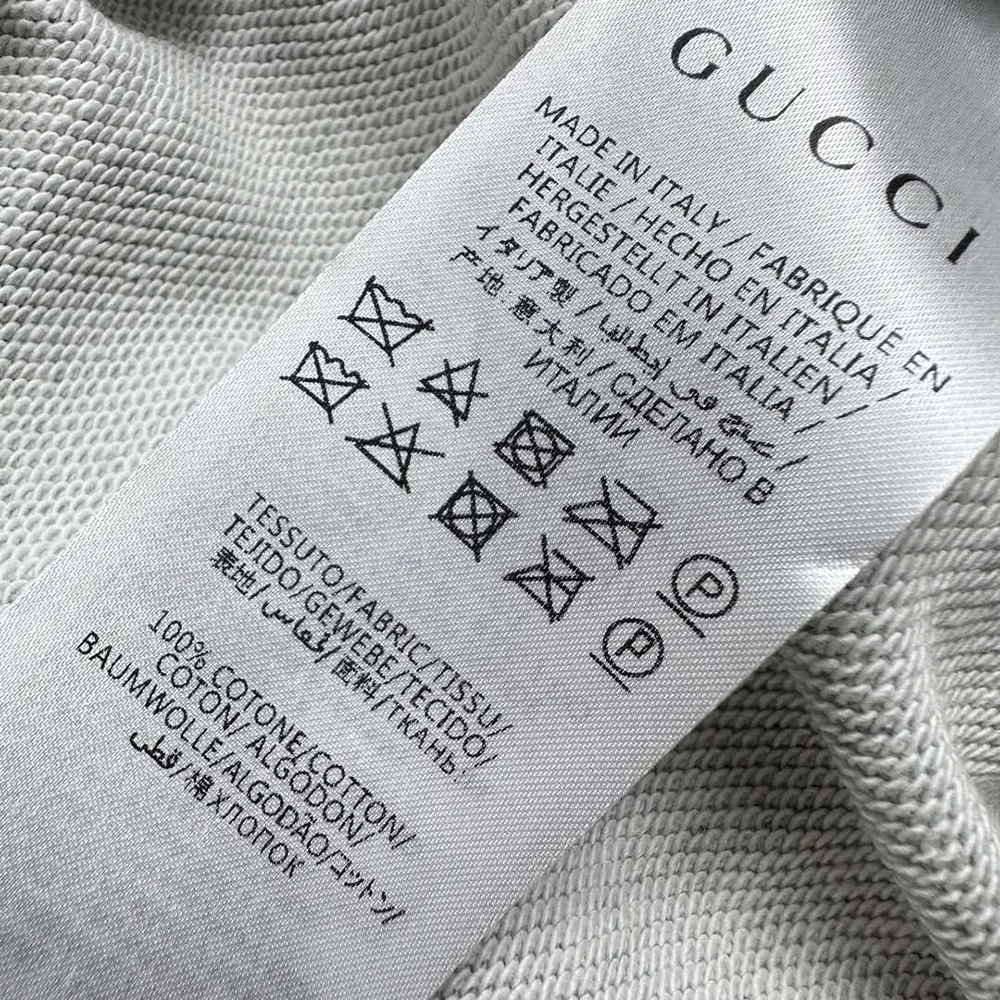 GUCCI
MADE IN ITALY / FABRIQUÉ EN
ITALIE / HECHO EN ITALIA /
HERGESTELLT IN ITALIEN /
FABRICADO EM ITALIA /
イタリア製 / صنع في إيطاليا /
产地:意大利 / СДЕЛАНО В
ИТАЛИИ
P
P
TESSUTO/FABRIC/TISSU/
TEJIDO/GEWEBE/TECIDO/
表地/قماش/面料/ТКАНЬ:
100% COTONE/COTTON/
COTON/ ALGODON/
BAUMWOLLE/ALGODÃO/コットン/
قطن/棉 ХЛОПОК